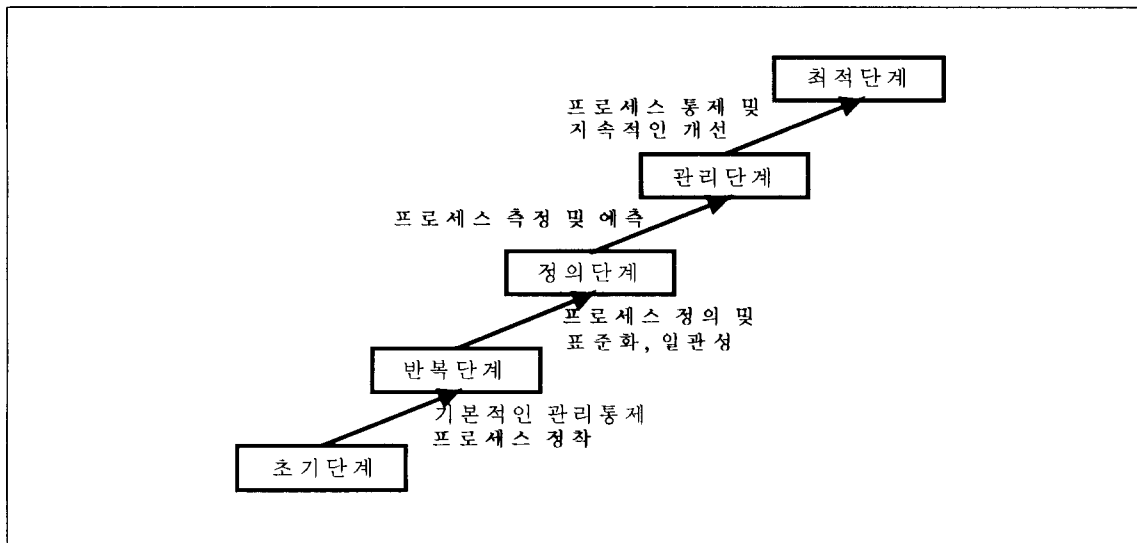 최적단계
프로세스 통제 및
지속적인 개선
관리단계
프로세스 측정 및 예측
정의단계
프로세스 정의 및
표준화, 일관성
반복단계
기본적인 관리통제
프로세스 정착
초기단계